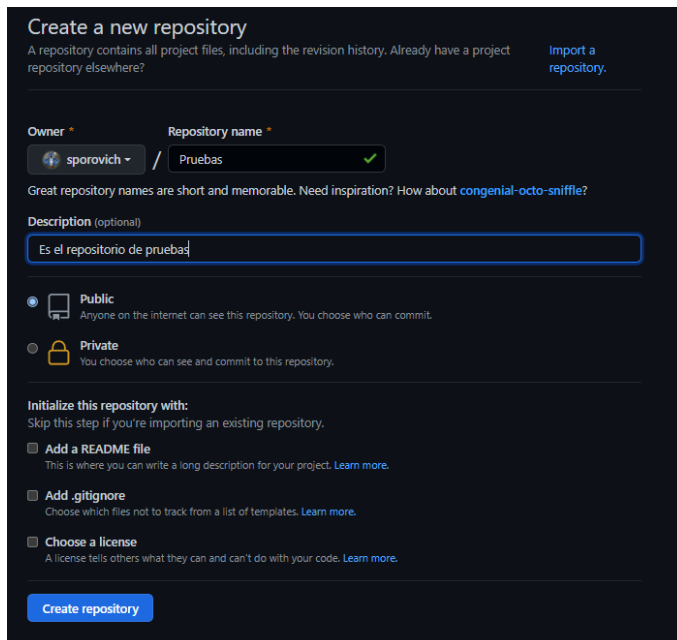 Create a new repository
A repository contains all project files, including the revision history. Already have a project
repository elsewhere?
Import a
repository.
Owner *
Repository name *
sporovich
/
Pruebas
Great repository names are short and memorable. Need inspiration? How about congenial-octo-sniffle?
Description (optional)
Es el repositorio de pruebas
Public
Anyone on the internet can see this repository. You choose who can commit.
Private
You choose who can see and commit to this repository.
Initialize this repository with:
Skip this step if you're importing an existing repository.
Add a README file
This is where you can write a long description for your project. Learn more.
Add .gitignore
Choose which files not to track from a list of templates. Learn more.
Choose a license
A license tells others what they can and can't do with your code. Learn more.
Create repository